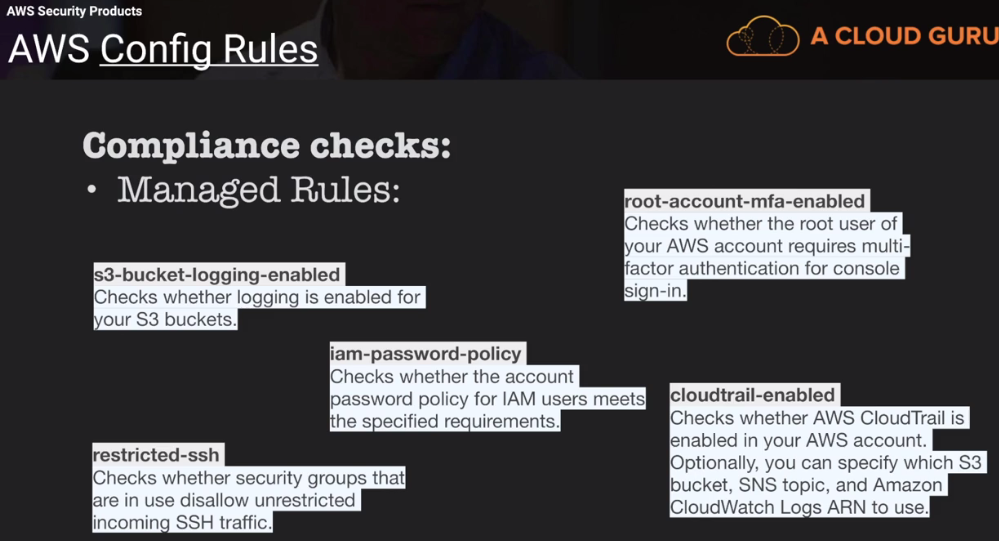 AWS Security Products
AWS Config Rules
A CLOUD GURU
Compliance checks:
• Managed Rules:
root-account-mfa-enabled
Checks whether the root user of
your AWS account requires multi-
factor authentication for console
sign-in.
s3-bucket-logging-enabled
Checks whether logging is enabled for
your S3 buckets.
iam-password-policy
Checks whether the account
password policy for IAM users meets
the specified requirements.
cloudtrail-enabled
Checks whether AWS CloudTrail is
enabled in your AWS account.
Optionally, you can specify which S3
bucket, SNS topic, and Amazon
CloudWatch Logs ARN to use.
restricted-ssh
Checks whether security groups that
are in use disallow unrestricted
incoming SSH traffic.